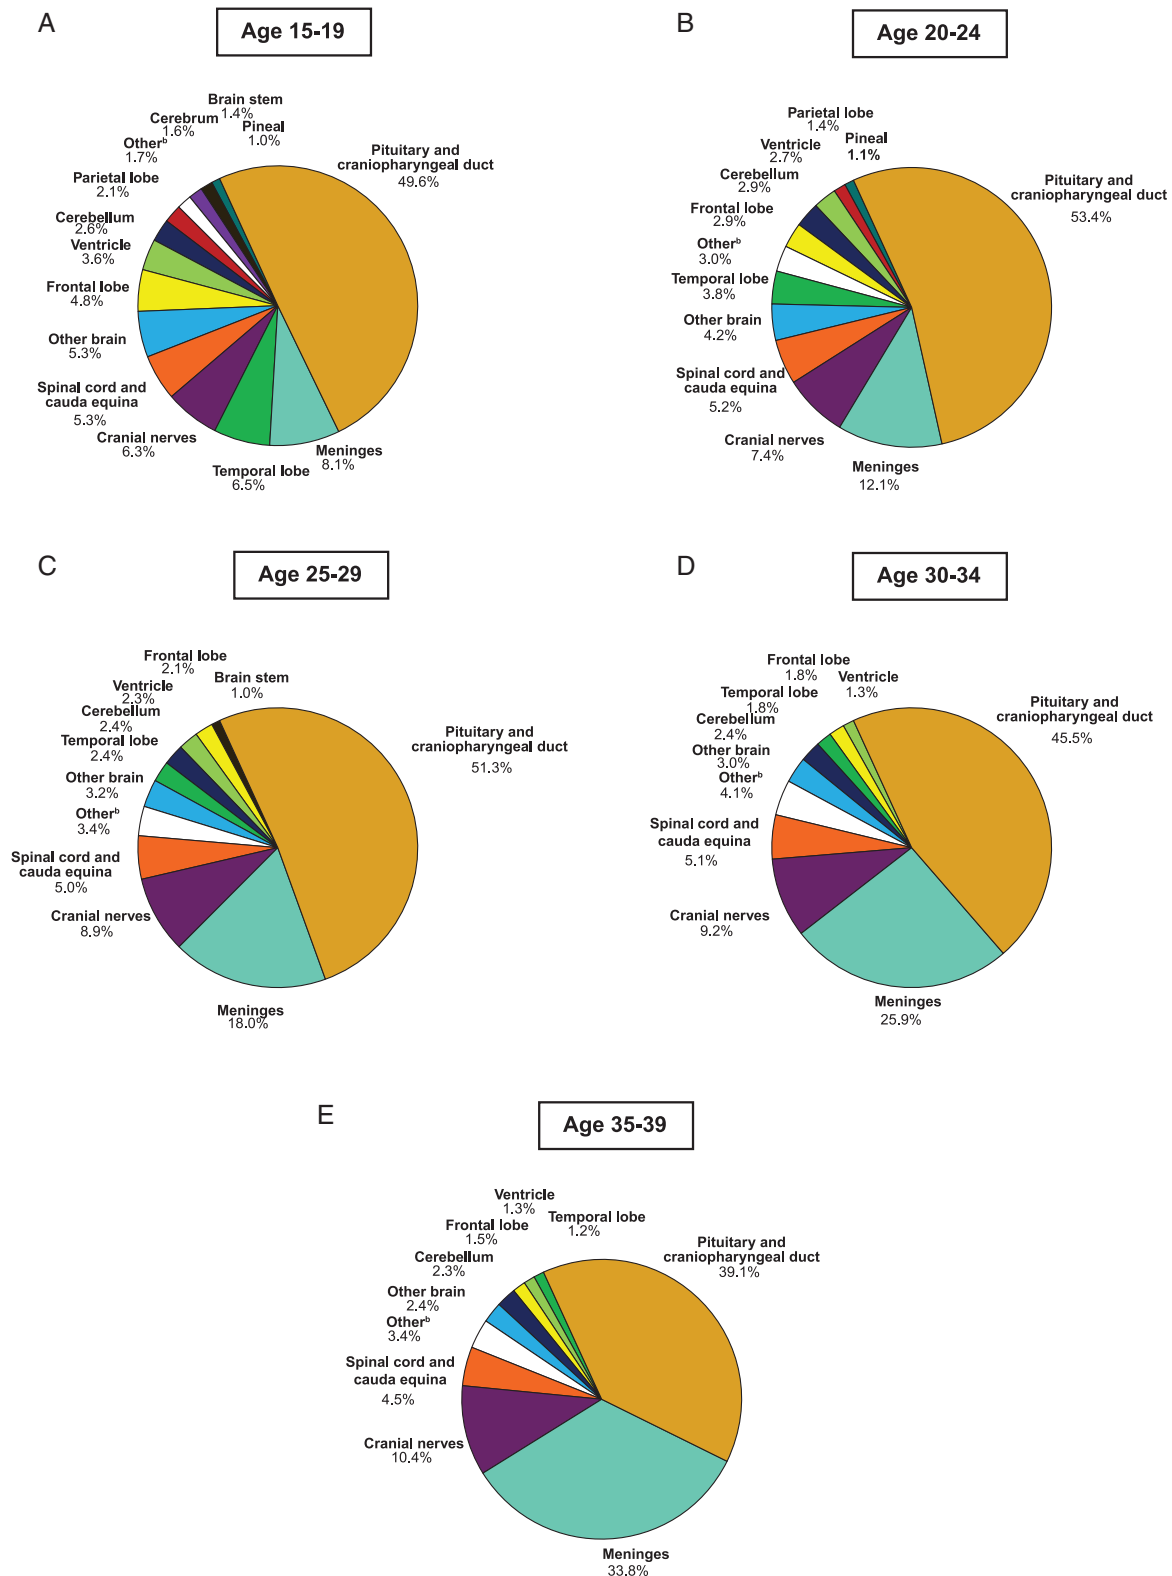 A
Age 15-19
Brain stem
1.4%
Cerebrum
1.6%
Pineal
1.0%
Otherᵇ
1.7%
Pituitary and
craniopharyngeal duct
49.6%
Parietal lobe
2.1%
Cerebellum
2.6%
Ventricle
3.6%
Frontal lobe
4.8%
Other brain
5.3%
Spinal cord and
cauda equina
5.3%
Cranial nerves
6.3%
Temporal lobe
6.5%
Meninges
8.1%
B
Age 20-24
Parietal lobe
1.4%
Pineal
1.1%
Ventricle
2.7%
Cerebellum
2.9%
Pituitary and
craniopharyngeal duct
53.4%
Frontal lobe
2.9%
Otherᵇ
3.0%
Temporal lobe
3.8%
Other brain
4.2%
Spinal cord and
cauda equina
5.2%
Cranial nerves
7.4%
Meninges
12.1%
C
Age 25-29
Frontal lobe
2.1%
Brain stem
1.0%
Ventricle
2.3%
Cerebellum
2.4%
Temporal lobe
2.4%
Pituitary and
craniopharyngeal duct
51.3%
Other brain
3.2%
Otherᵇ
3.4%
Spinal cord and
cauda equina
5.0%
Cranial nerves
8.9%
Meninges
18.0%
D
Age 30-34
Frontal lobe
1.8%
Ventricle
1.3%
Temporal lobe
1.8%
Pituitary and
craniopharyngeal duct
45.5%
Cerebellum
2.4%
Other brain
3.0%
Otherᵇ
4.1%
Spinal cord and
cauda equina
5.1%
Cranial nerves
9.2%
Meninges
25.9%
E
Age 35-39
Ventricle
1.3%
Temporal lobe
1.2%
Frontal lobe
1.5%
Pituitary and
craniopharyngeal duct
39.1%
Cerebellum
2.3%
Other brain
2.4%
Otherᵇ
3.4%
Spinal cord and
cauda equina
4.5%
Cranial nerves
10.4%
Meninges
33.8%